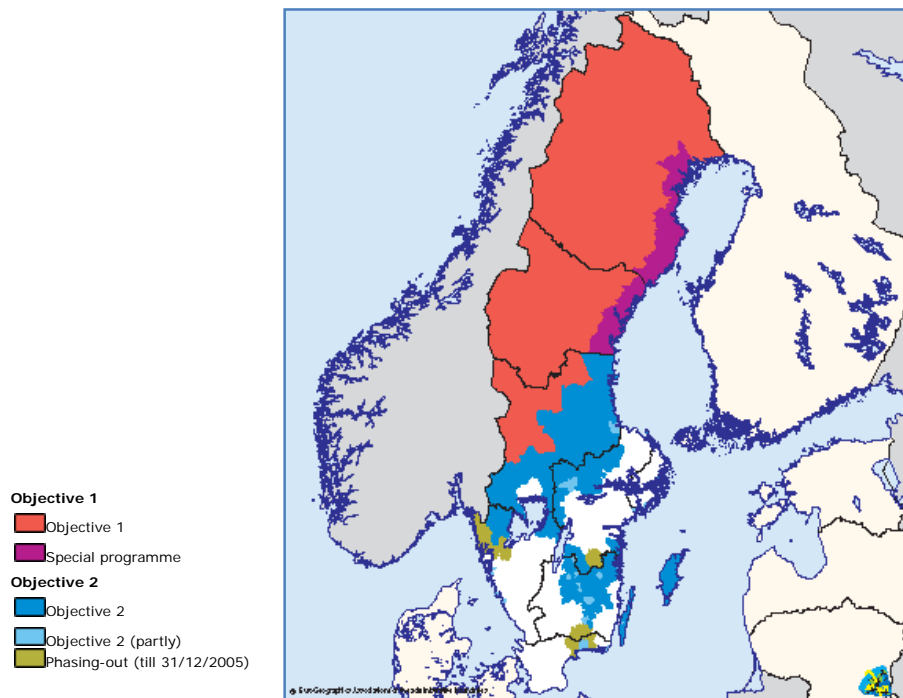 Objective 1
Objective 1
Special programme
Objective 2
Objective 2
Objective 2 (partly)
Phasing-out (till 31/12/2005)